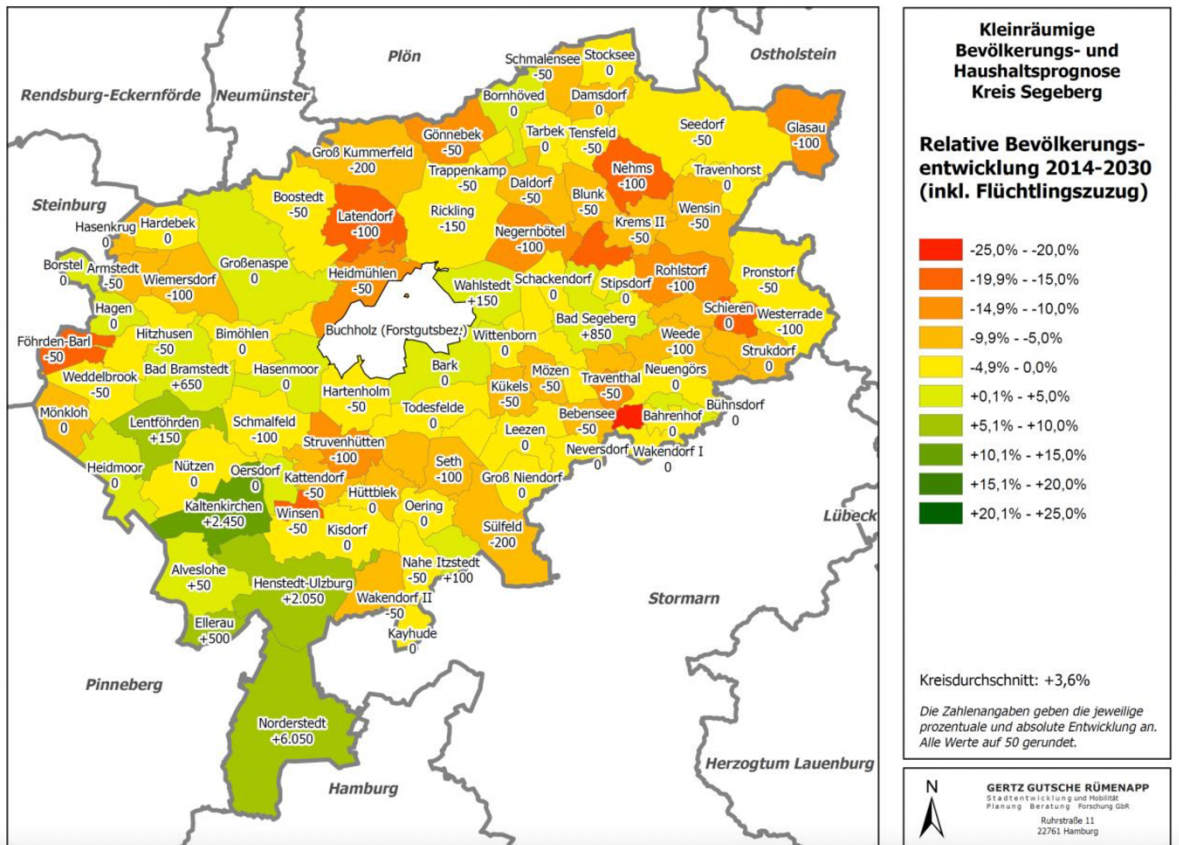 Plön
Ostholstein
Rendsburg-Eckernförde
Neumünster
Steinburg
Stocksee
0
Schmalensee
-50
Damsdorf
0
Bornhöved
0
Seedorf
-50
Glasau
-100
Gönnebek
-50
Tarbek
0
Tensfeld
-50
Groß Kummerfeld
-200
Nehms
-100
Travenhorst
0
Trappenkamp
-50
Daldorf
-50
Blunk
-50
Boostedt
-50
Latendorf
-100
Rickling
-150
Wensin
-50
Krems II
-50
Negernbötel
-100
Hasenkrug
0
Hardebek
0
Borstel
0
Armstedt
-50
Wiemersdorf
-100
Großenaspe
0
Heidmühlen
-50
Wahlstedt
+150
Schackendorf
0
Stipsdorf
0
Rohlstorf
-100
Pronstorf
-50
Hagen
0
Schieren
0
Westerrade
-100
Buchholz (Forstgutsbez.)
Bad Segeberg
+850
Föhrden-Barl
-50
Hitzhusen
-50
Bimöhlen
0
Wittenborn
0
Weede
-100
Strukdorf
0
Weddelbrook
-50
Bad Bramstedt
+650
Hasenmoor
0
Bark
0
Mözen
-50
Kükels
-50
Traventhal
-50
Neuengörs
0
Hartenholm
-50
Todesfelde
0
Mönkloh
0
Lentföhrden
+150
Schmalfeld
-100
Bebensee
-50
Bahrenhof
0
Bühnsdorf
0
Leezen
0
Struvenhütten
-100
Neversdorf
0
Wakendorf I
0
Heidmoor
0
Nützen
0
Oersdorf
0
Kattendorf
-50
Seth
-100
Groß Niendorf
0
Hüttblek
0
Kaltenkirchen
+2.450
Winsen
-50
Oering
0
Kisdorf
0
Sülfeld
-200
Lübeck
Alveslohe
+50
Nahe
-50
Itzstedt
+100
Henstedt-Ulzburg
+2.050
Wakendorf II
-50
Ellerau
+500
Kayhude
0
Stormarn
Pinneberg
Norderstedt
+6.050
Hamburg
Herzogtum Lauenburg
Kleinräumige
Bevölkerungs- und
Haushaltsprognose
Kreis Segeberg
Relative Bevölkerungs-
entwicklung 2014-2030
(inkl. Flüchtlingszuzug)
-25,0% - -20,0%
-19,9% - -15,0%
-14,9% - -10,0%
-9,9% - -5,0%
-4,9% - 0,0%
+0,1% - +5,0%
+5,1% - +10,0%
+10,1% - +15,0%
+15,1% - +20,0%
+20,1% - +25,0%
Kreisdurchschnitt: +3,6%
Die Zahlenangaben geben die jeweilige
prozentuale und absolute Entwicklung an.
Alle Werte auf 50 gerundet.
N
GERTZ GUTSCHE RÜMENAPP
Stadtentwicklung und Mobilität
Planung Beratung Forschung GbR
Ruhrstraße 11
22761 Hamburg